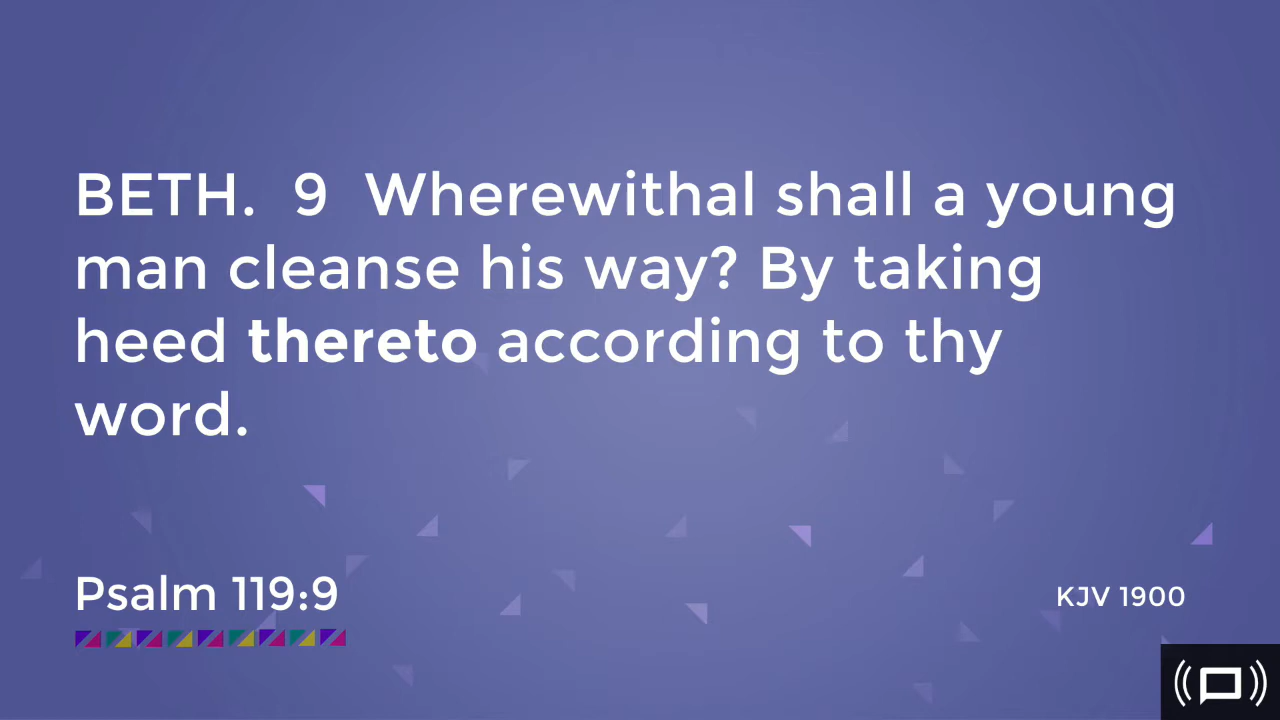 BETH. 9 Wherewithal shall a young
man cleanse his way? By taking
heed thereto according to thy
word.
Psalm 119:9
KJV 1900